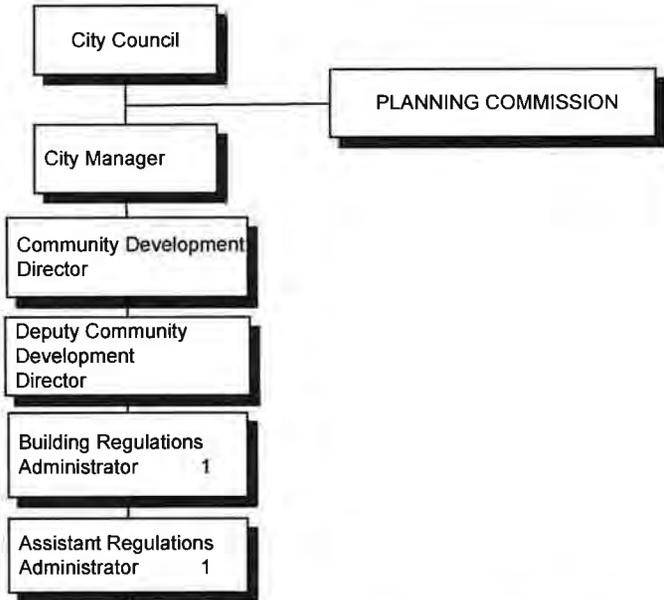 City Council
PLANNING COMMISSION
City Manager
Community Development
Director
Deputy Community
Development
Director
Building Regulations
Administrator 1
Assistant Regulations
Administrator 1